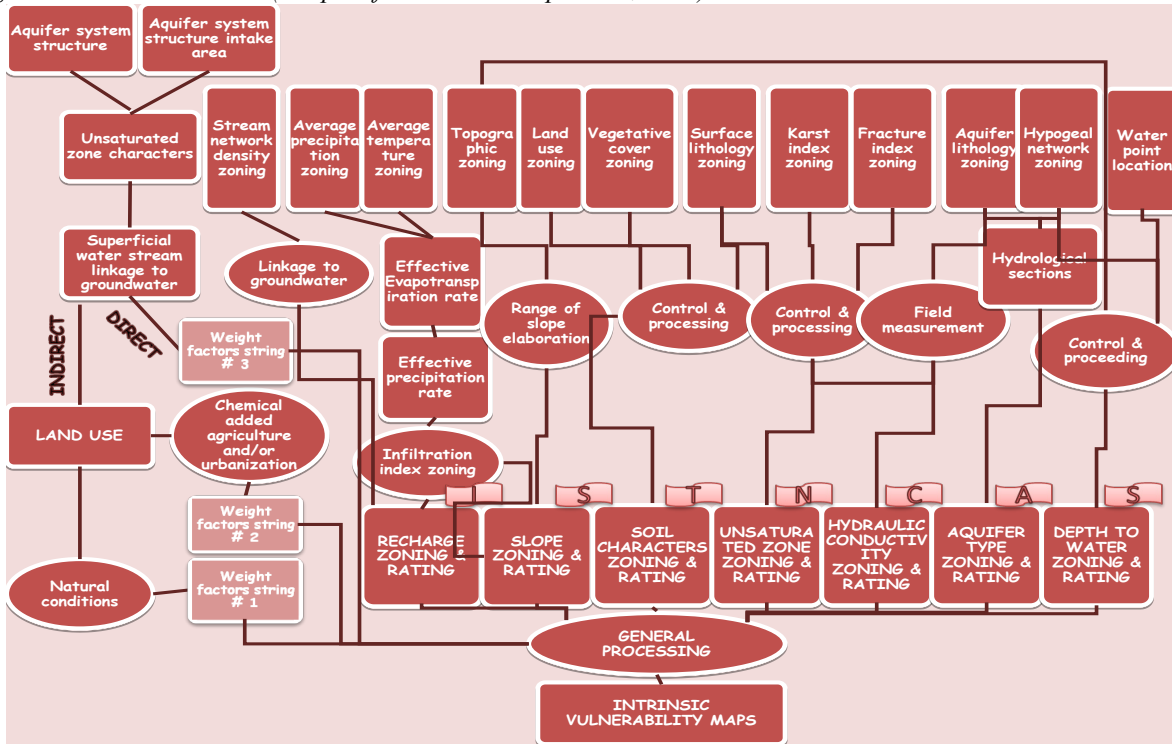 Aquifer system
structure
Aquifer system
structure intake
area
Unsaturated
zone characters
Stream
network
density
zoning
Average
precipita
tion
zoning
Average
tempera
ture
zoning
Topogra
phic
zoning
Land
use
zoning
Vegetative
cover zoning
Surface
lithology
zoning
Karst
index
zoning
Fracture
index
zoning
Aquifer
lithology
zoning
Hypogeal
network
zoning
Water
point
location
Superficial
water stream
linkage to
groundwater
Linkage to
groundwater
Effective
Evapotransp
iration rate
Range of
slope
elaboration
Control &
processing
Control &
processing
Field
measurement
Hydrological
sections
Control &
proceeding
INDIRECT
DIRECT
Weight
factors string
# 3
Effective
precipitation
rate
LAND USE
Chemical
added
agriculture
and/or
urbanization
Infiltration
index zoning
I
S
T
N
C
A
S
Weight
factors string
# 2
RECHARGE
ZONING &
RATING
SLOPE
ZONING &
RATING
SOIL
CHARACTERS
ZONING &
RATING
UNSATURA
TED ZONE
ZONING &
RATING
HYDRAULIC
CONDUCTIV
ITY
ZONING &
RATING
AQUIFER
TYPE
ZONING &
RATING
DEPTH TO
WATER
ZONING &
RATING
Natural
conditions
Weight
factors string
# 1
GENERAL
PROCESSING
INTRINSIC
VULNERABILITY MAPS